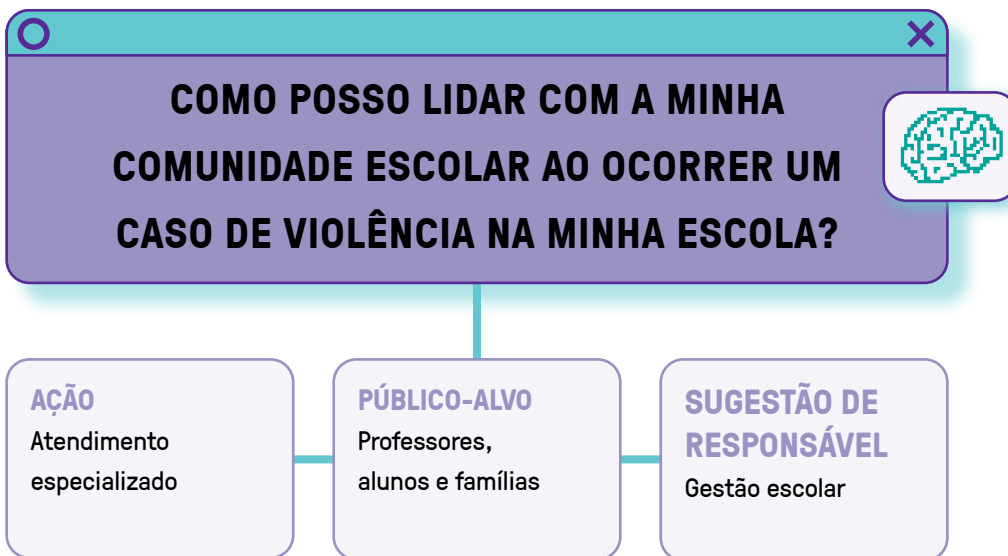 COMO POSSO LIDAR COM A MINHA
COMUNIDADE ESCOLAR AO OCORRER UM
CASO DE VIOLÊNCIA NA MINHA ESCOLA?
AÇÃO
Atendimento
especializado
PÚBLICO-ALVO
Professores,
alunos e famílias
SUGESTÃO DE
RESPONSÁVEL
Gestão escolar